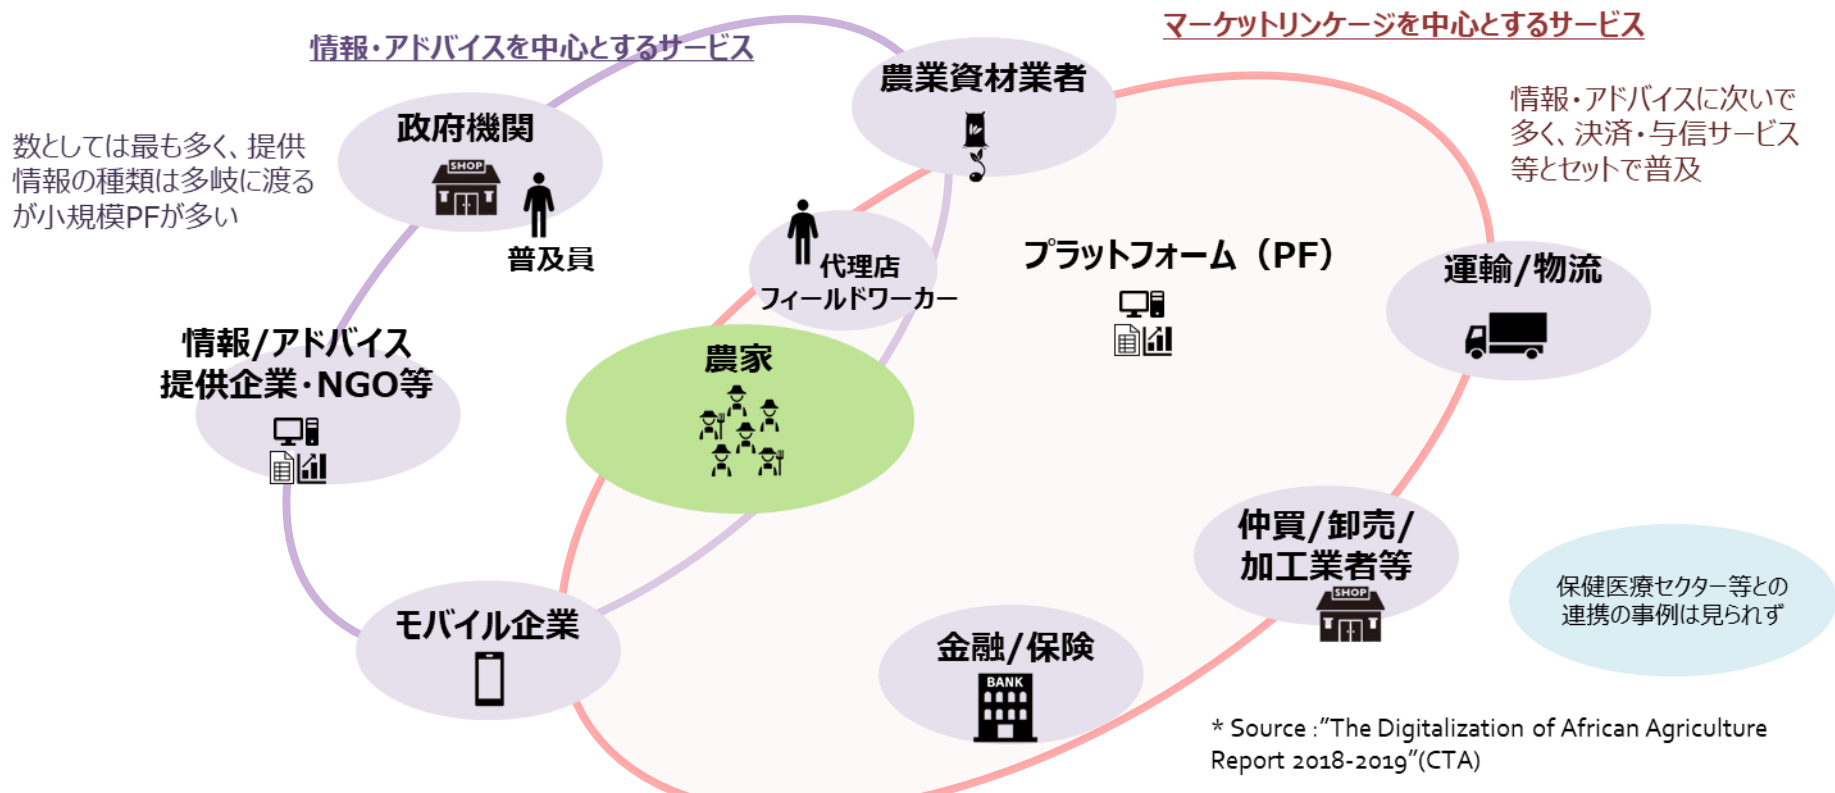 情報・アドバイスを中心とするサービス
マーケットリンケージを中心とするサービス
数としては最も多く、提供
情報の種類は多岐に渡る
が小規模PFが多い
政府機関
SHOP
普及員
農業資材業者
情報・アドバイスに次いで
多く、決済・与信サービス
等とセットで普及
代理店
フィールドワーカー
プラットフォーム（PF）
運輸/物流
情報/アドバイス
提供企業・NGO等
農家
仲買/卸売/
加工業者等
SHOP
保健医療セクター等との
連携の事例は見られず
モバイル企業
金融/保険
BANK
* Source :"The Digitalization of African Agriculture
Report 2018-2019"(CTA)